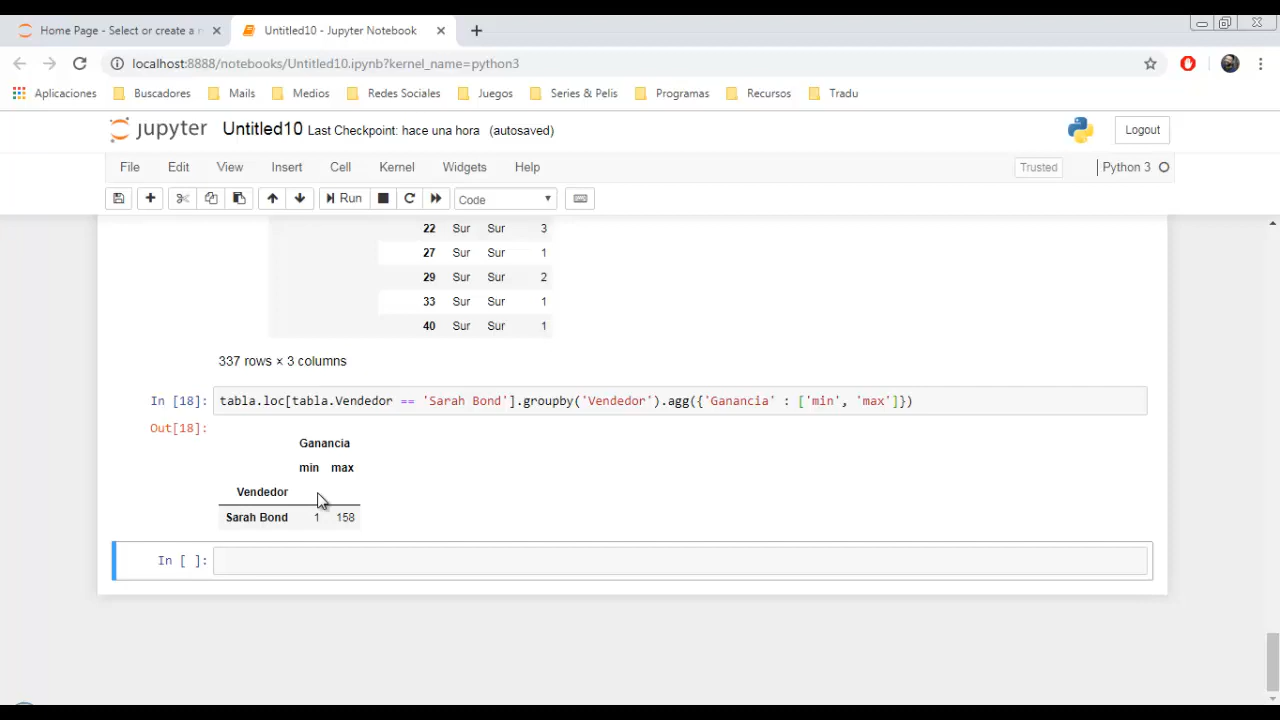 Home Page - Select or create a n
Untitled10 - Jupyter Notebook
localhost:8888/notebooks/Untitled10.ipynb?kernel_name=python3
Aplicaciones Buscadores Mails Medios Redes Sociales Juegos Series & Pelis Programas Recursos Tradu
jupyter Untitled10 Last Checkpoint: hace una hora (autosaved) Logout
File Edit View Insert Cell Kernel Widgets Help Trusted Python 3
Run Code
22 Sur Sur 3
27 Sur Sur 1
29 Sur Sur 2
33 Sur Sur 1
40 Sur Sur 1
337 rows × 3 columns
In [18]: tabla.loc[tabla.Vendedor == 'Sarah Bond'].groupby('Vendedor').agg({'Ganancia' : ['min', 'max']})
Out[18]:
Ganancia
min max
Vendedor
Sarah Bond 1 158
In [ ]: